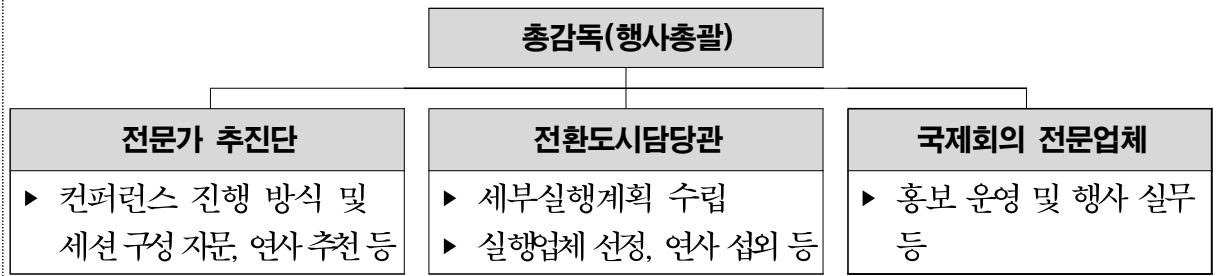 총감독(행사총괄)
전문가 추진단
▶ 컨퍼런스 진행 방식 및
세션 구성 자문, 연사 추천 등
전환도시담당관
▶ 세부실행계획 수립
▶ 실행업체 선정, 연사 섭외 등
국제회의 전문업체
▶ 홍보 운영 및 행사 실무
등